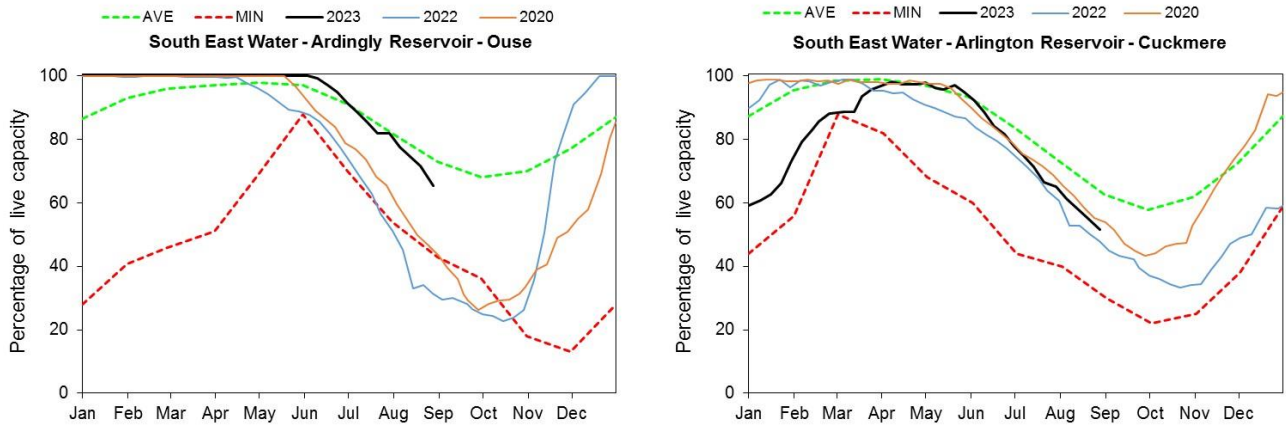 AVE MIN 2023 2022 2020
South East Water - Ardingly Reservoir - Ouse
Percentage of live capacity
100
80
60
40
20
0
Jan Feb Mar Apr May Jun Jul Aug Sep Oct Nov Dec
AVE MIN 2023 2022 2020
South East Water - Arlington Reservoir - Cuckmere
Percentage of live capacity
100
80
60
40
20
0
Jan Feb Mar Apr May Jun Jul Aug Sep Oct Nov Dec